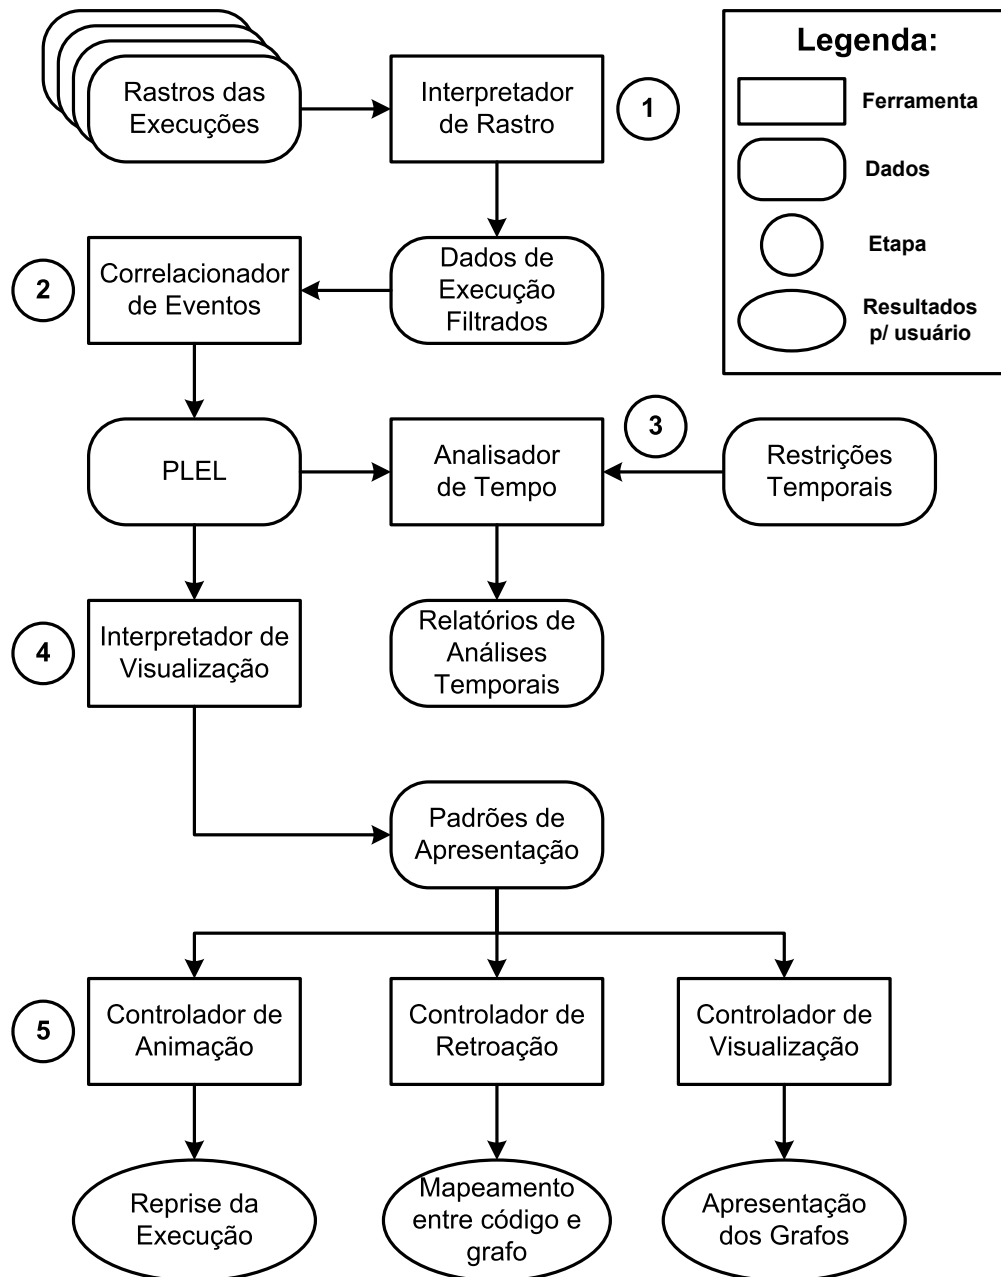 Rastros das
Execuções
Interpretador
de Rastro
1
Legenda:
Ferramenta
Dados
Etapa
Resultados
p/ usuário
2
Correlacionador
de Eventos
Dados de
Execução
Filtrados
PLEL
Analisador
de Tempo
3
Restrições
Temporais
4
Interpretador de
Visualização
Relatórios de
Análises
Temporais
Padrões de
Apresentação
5
Controlador de
Animação
Controlador de
Retroação
Controlador de
Visualização
Reprise da
Execução
Mapeamento
entre código e
grafo
Apresentação
dos Grafos